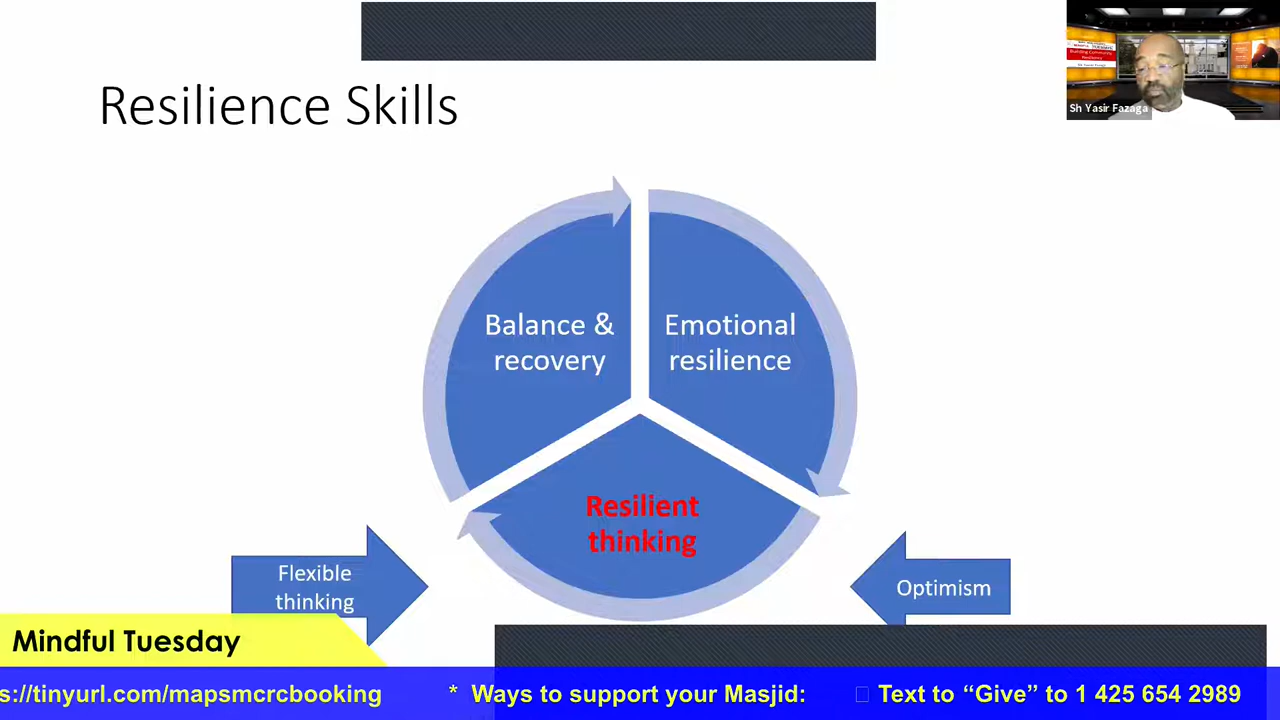 Resilience Skills
Sh Yasir Fazaga
Balance &
recovery
Emotional
resilience
Resilient
thinking
Flexible
thinking
Optimism
Mindful Tuesday
s://tinyurl.com/mapsmcrcbooking * Ways to support your Masjid: Text to “Give” to 1 425 654 2989